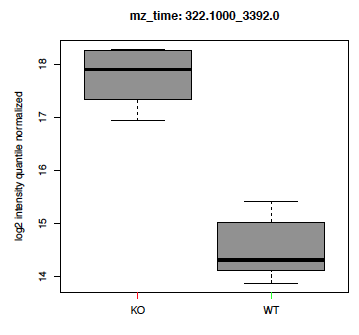 mz_time: 322.1000_3392.0
log2 intensity quantile normalized
18
17
16
15
14
KO
WT